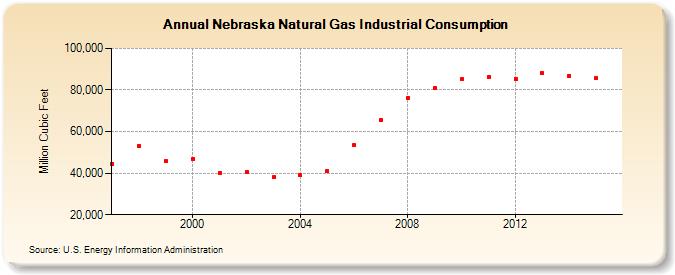 Annual Nebraska Natural Gas Industrial Consumption
Million Cubic Feet
100,000
80,000
60,000
40,000
20,000
2000 2004 2008 2012
Source: U.S. Energy Information Administration